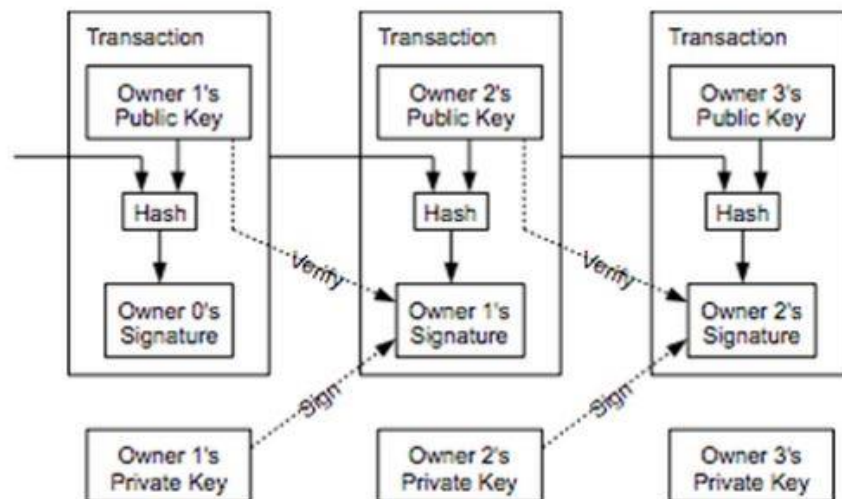 Transaction
Owner 1's
Public Key
Hash
Owner 0's
Signature
Transaction
Owner 2's
Public Key
Hash
Verify
Owner 1's
Signature
Transaction
Owner 3's
Public Key
Hash
Verify
Owner 2's
Signature
Owner 1's
Private Key
Sign
Owner 2's
Private Key
Sign
Owner 3's
Private Key